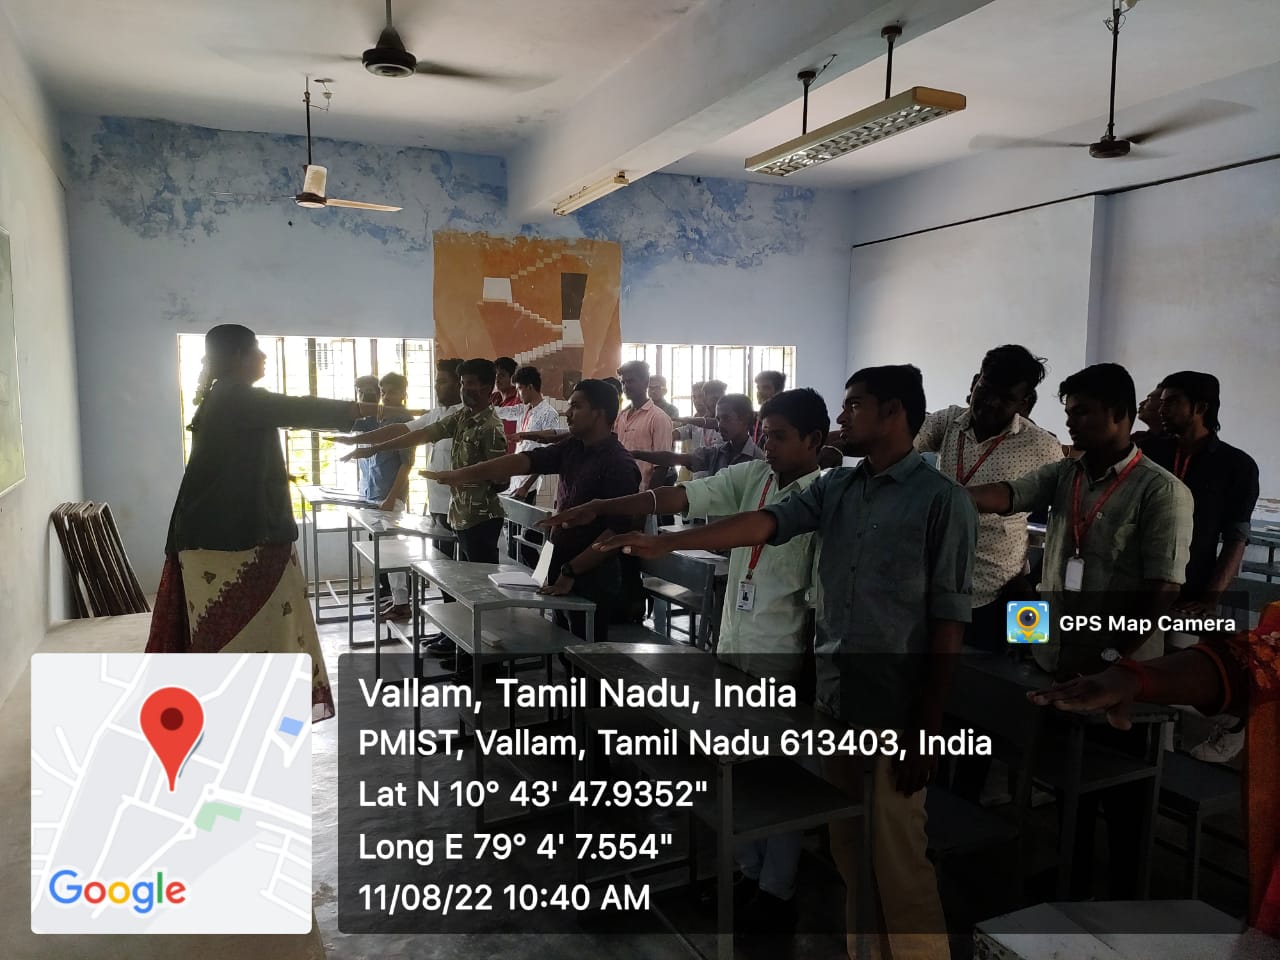 GPS Map Camera
Vallam, Tamil Nadu, India
PMIST, Vallam, Tamil Nadu 613403, India
Lat N 10° 43' 47.9352"
Long E 79° 4' 7.554"
11/08/22 10:40 AM
Google